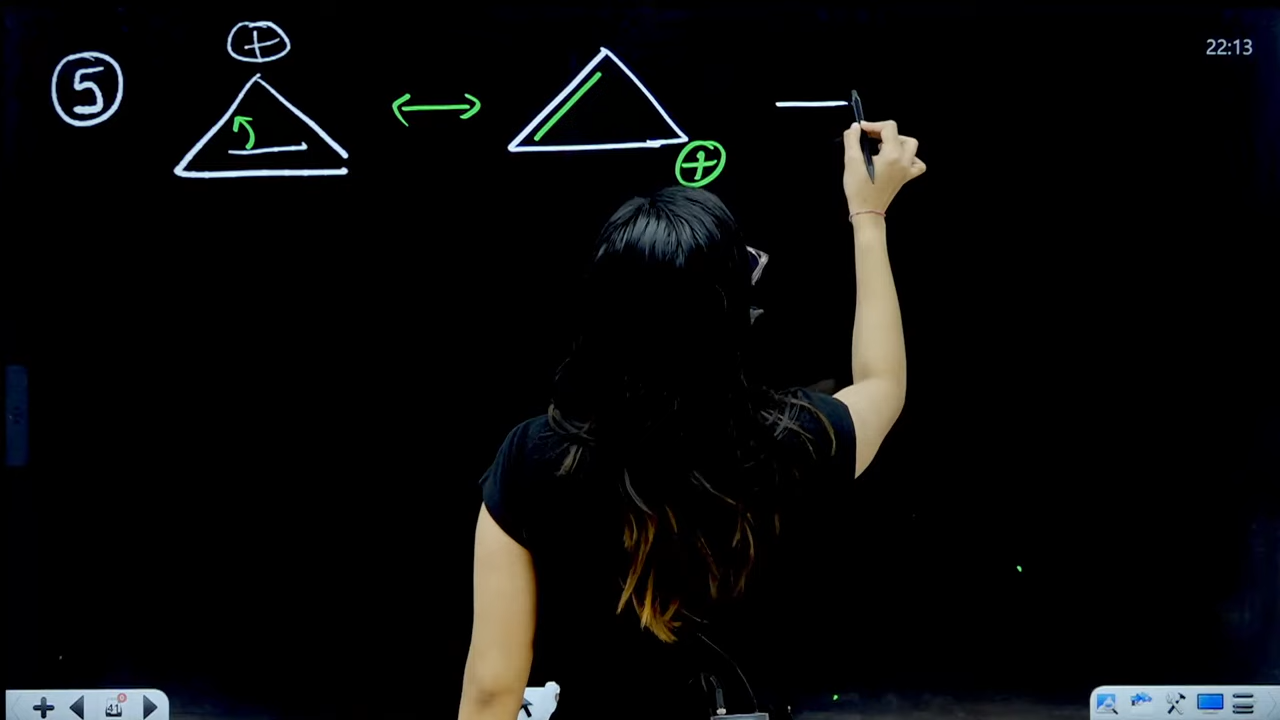 ⑤ ⊕ ↔ ⊕
22:13
41